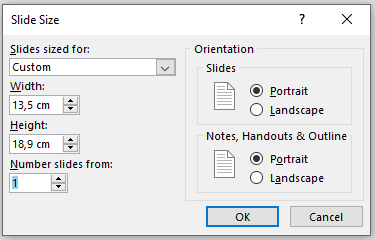 Slide Size
?
Slides sized for:
Custom
Width:
13,5 cm
Height:
18,9 cm
Number slides from:
1
Orientation
Slides
Portrait
Landscape
Notes, Handouts & Outline
Portrait
Landscape
OK
Cancel